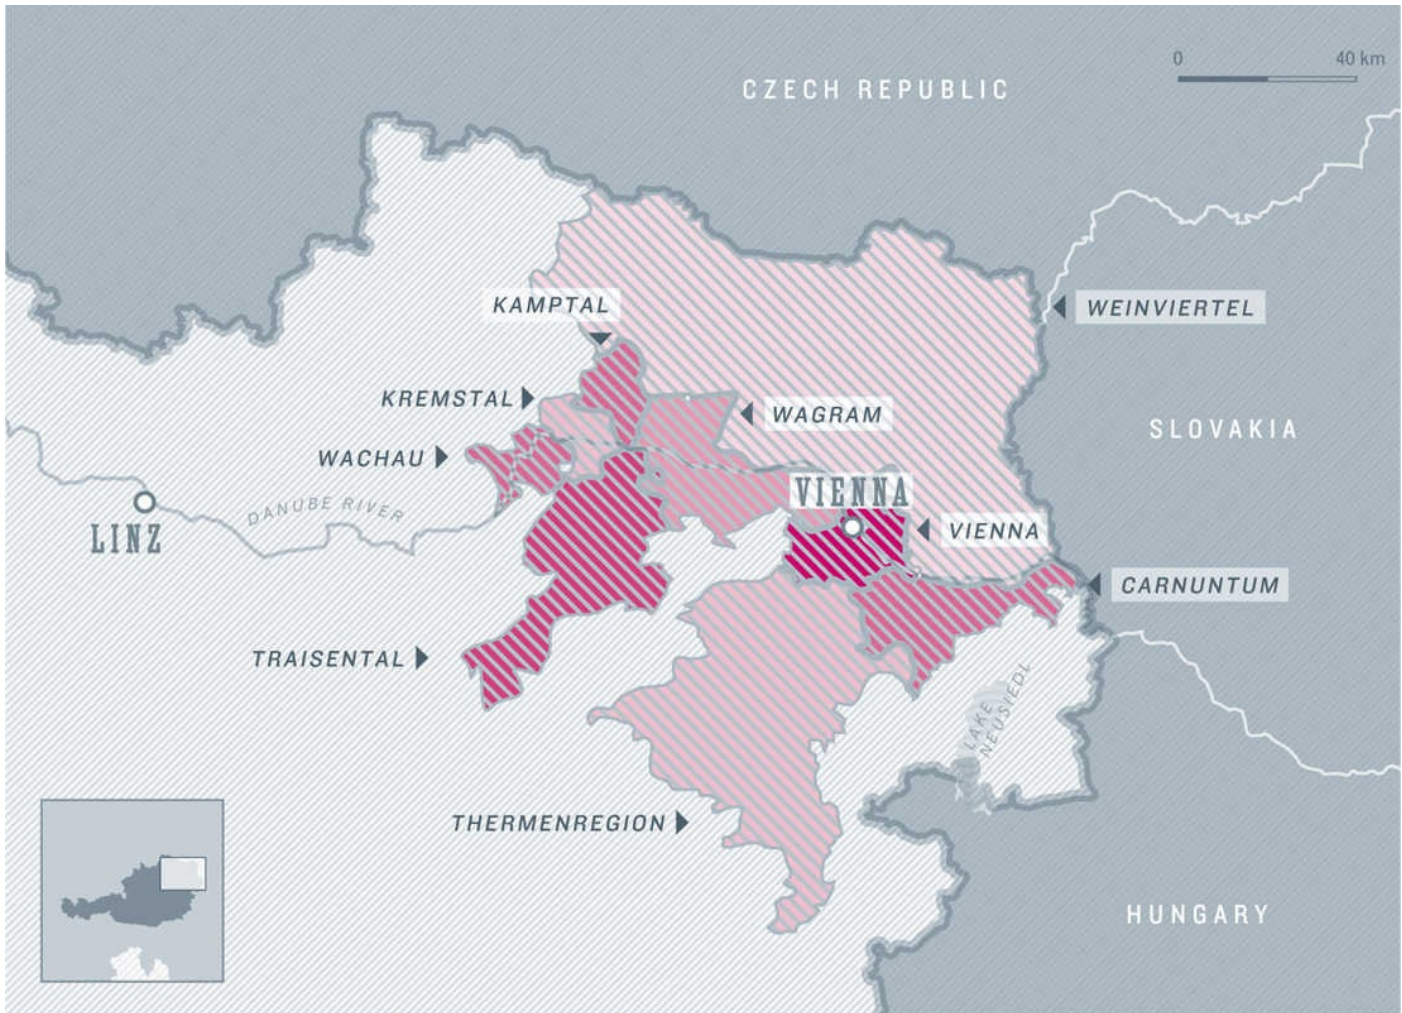 0 40 km
CZECH REPUBLIC
KAMPTAL
WEINVIERTEL
KREMSTAL
WAGRAM
SLOVAKIA
WACHAU
VIENNA
DANUBE RIVER
LINZ
VIENNA
CARNUNTUM
TRAISENTAL
LAKE
NEUSIEDL
THERMENREGION
HUNGARY